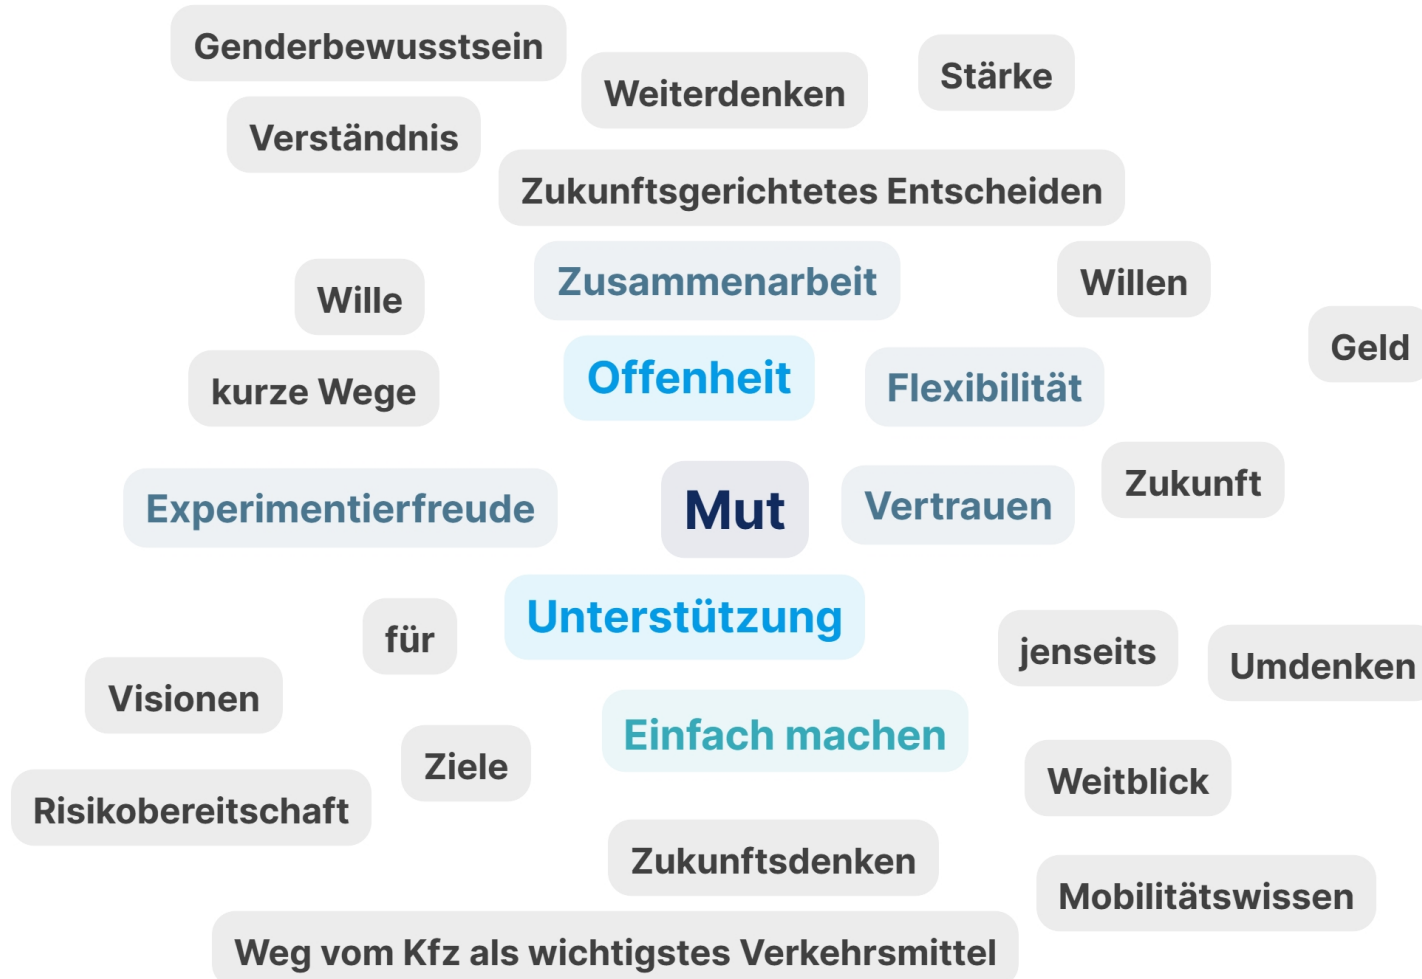 Genderbewusstsein
Weiterdenken
Stärke
Verständnis
Zukunftsgerichtetes Entscheiden
Zusammenarbeit
Willen
Wille
Geld
Offenheit
Flexibilität
kurze Wege
Zukunft
Experimentierfreude
Mut
Vertrauen
Unterstützung
für
jenseits
Umdenken
Visionen
Einfach machen
Ziele
Weitblick
Risikobereitschaft
Zukunftsdenken
Mobilitätswissen
Weg vom Kfz als wichtigstes Verkehrsmittel